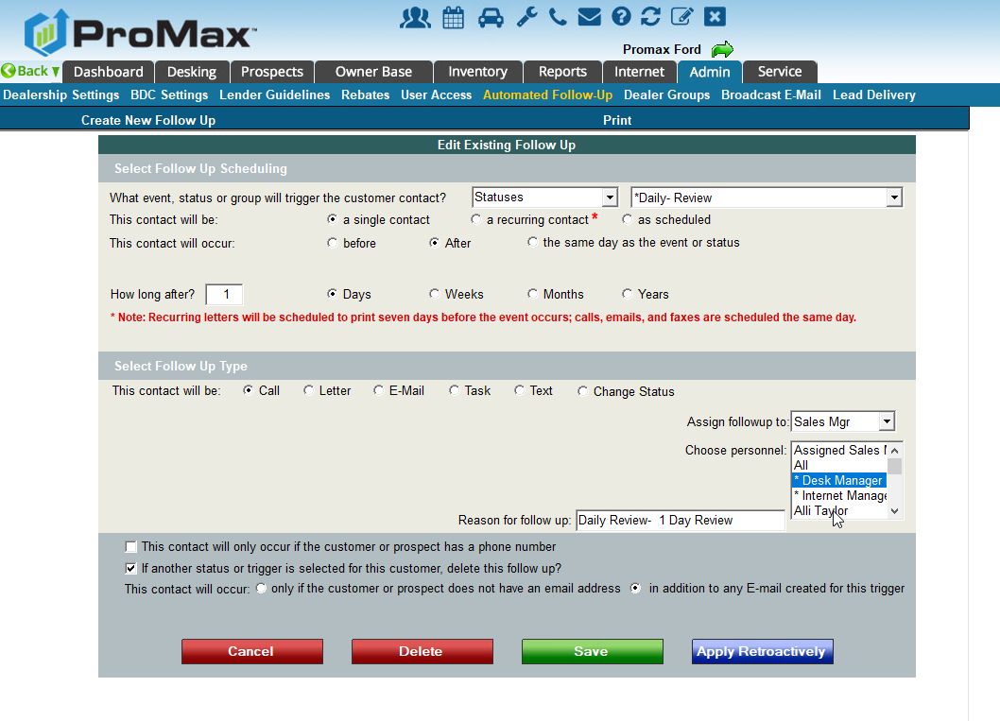 ProMax™
Promax Ford
Back Dashboard Desking Prospects Owner Base Inventory Reports Internet Admin Service
Dealership Settings BDC Settings Lender Guidelines Rebates User Access Automated Follow-Up Dealer Groups Broadcast E-Mail Lead Delivery
Create New Follow Up Print
Edit Existing Follow Up
Select Follow Up Scheduling
What event, status or group will trigger the customer contact? Statuses *Daily- Review
This contact will be: a single contact a recurring contact * as scheduled
This contact will occur: before After the same day as the event or status
How long after? 1 Days Weeks Months Years
* Note: Recurring letters will be scheduled to print seven days before the event occurs; calls, emails, and faxes are scheduled the same day.
Select Follow Up Type
This contact will be: Call Letter E-Mail Task Text Change Status
Assign followup to: Sales Mgr
Choose personnel: Assigned Sales
All
* Desk Manager
* Internet Manage
Alli Taylor
Reason for follow up: Daily Review- 1 Day Review
This contact will only occur if the customer or prospect has a phone number
If another status or trigger is selected for this customer, delete this follow up?
This contact will occur: only if the customer or prospect does not have an email address in addition to any E-mail created for this trigger
Cancel Delete Save Apply Retroactively